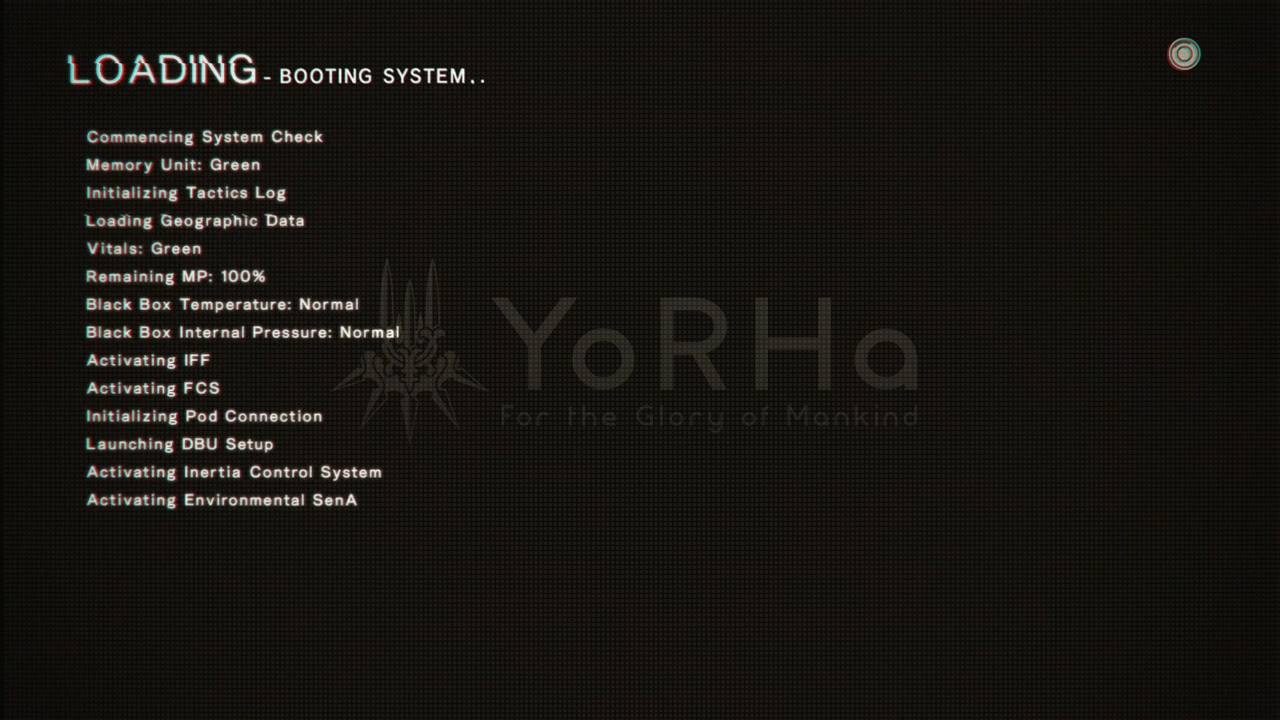 LOADING - BOOTING SYSTEM..
Commencing System Check
Memory Unit: Green
Initializing Tactics Log
Loading Geographic Data
Vitals: Green
Remaining MP: 100%
Black Box Temperature: Normal
Black Box Internal Pressure: Normal
Activating IFF
Activating FCS
Initializing Pod Connection
Launching DBU Setup
Activating Inertia Control System
Activating Environmental SenA
YoRHa
For the Glory of Mankind